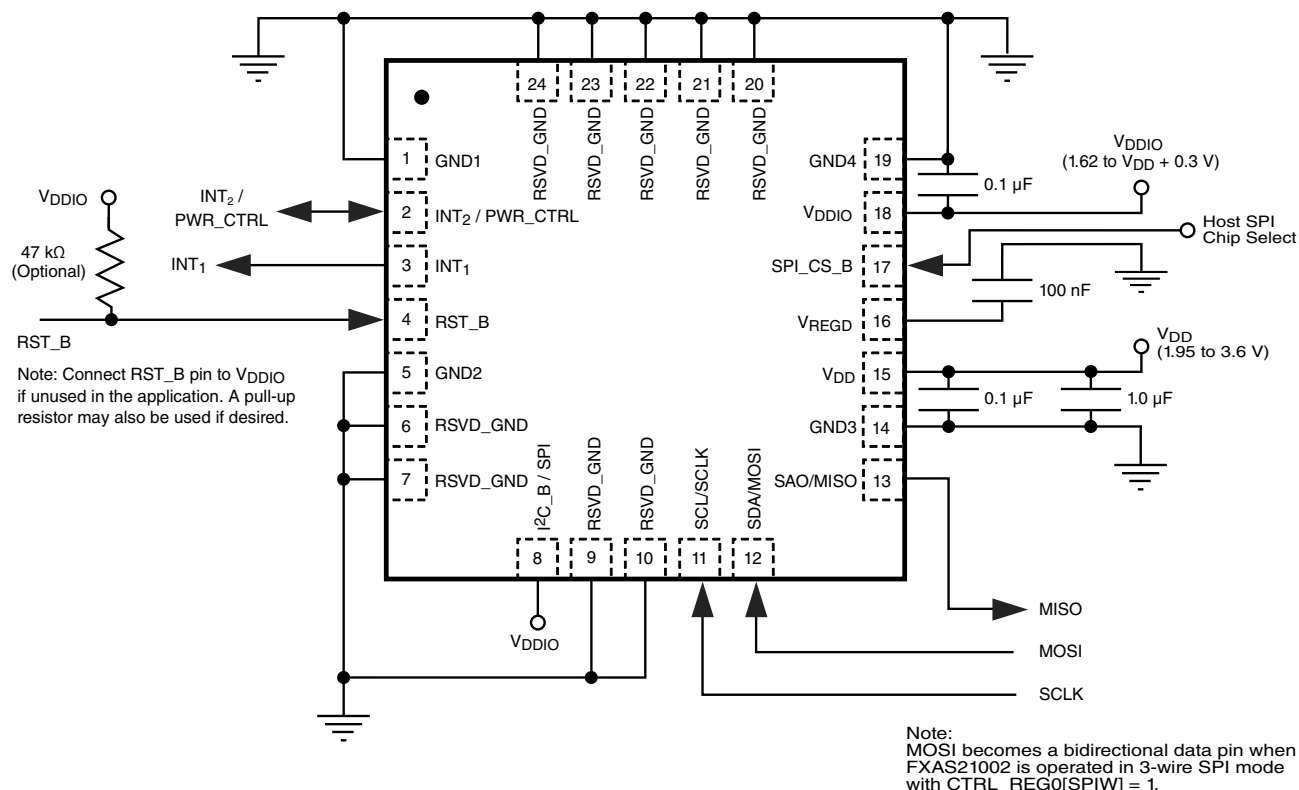 24
23
22
21
20
RSVD_GND
RSVD_GND
RSVD_GND
RSVD_GND
RSVD_GND
1
GND1
2
INT2 / PWR_CTRL
3
INT1
4
RST_B
5
GND2
6
RSVD_GND
7
RSVD_GND
VDDIO
47 kΩ
(Optional)
INT2 /
PWR_CTRL
INT1
RST_B
Note: Connect RST_B pin to VDDIO
if unused in the application. A pull-up
resistor may also be used if desired.
GND4
19
VDDIO
18
SPI_CS_B
17
VREGD
16
VDD
15
GND3
14
SAO/MISO
13
0.1 µF
VDDIO
(1.62 to VDD + 0.3 V)
Host SPI
Chip Select
100 nF
VDD
(1.95 to 3.6 V)
0.1 µF
1.0 µF
I2C_B / SPI
RSVD_GND
RSVD_GND
SCL/SCLK
SDA/MOSI
8
9
10
11
12
VDDIO
MISO
MOSI
SCLK
Note:
MOSI becomes a bidirectional data pin when
FXAS21002 is operated in 3-wire SPI mode
with CTRL_REG0[SPIW] = 1.